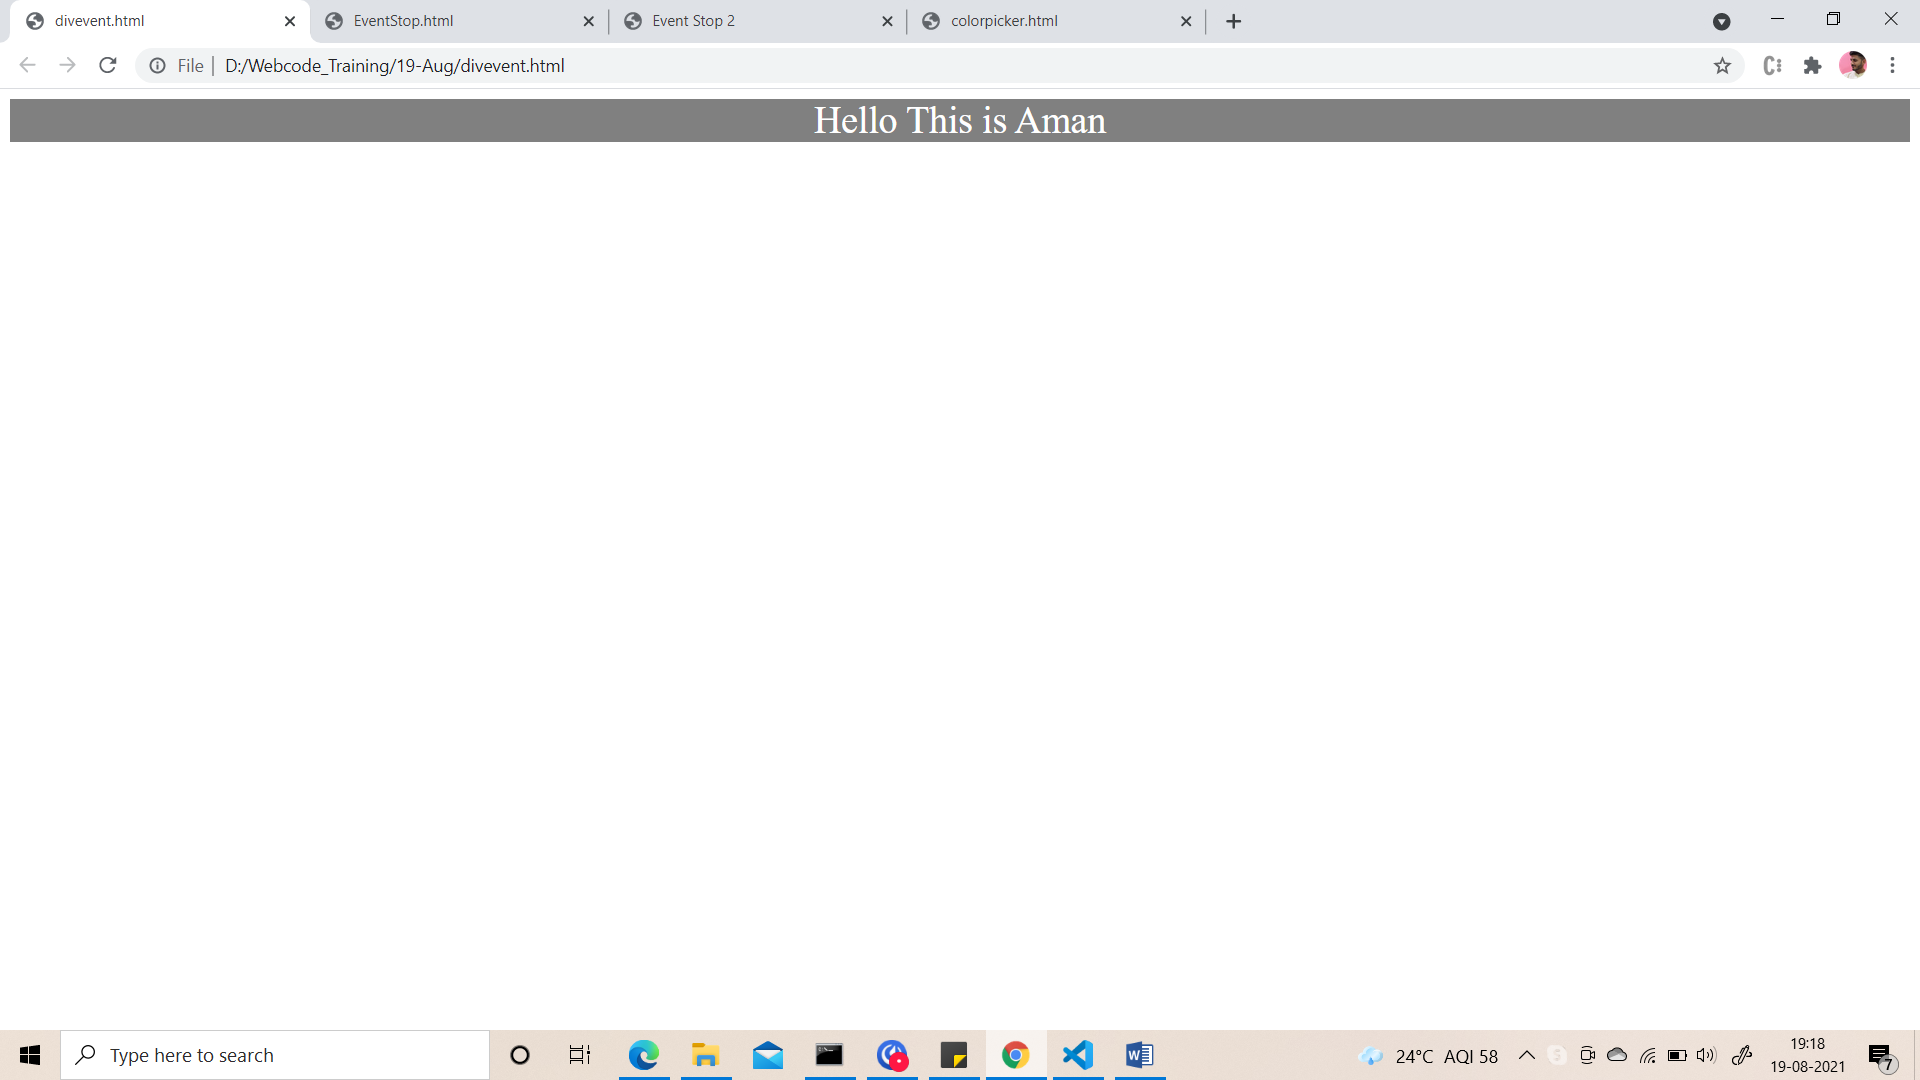 divevent.html
EventStop.html
Event Stop 2
colorpicker.html
File
D:/Webcode_Training/19-Aug/divevent.html
Hello This is Aman
Type here to search
24°C AQI 58
19:18
19-08-2021
7